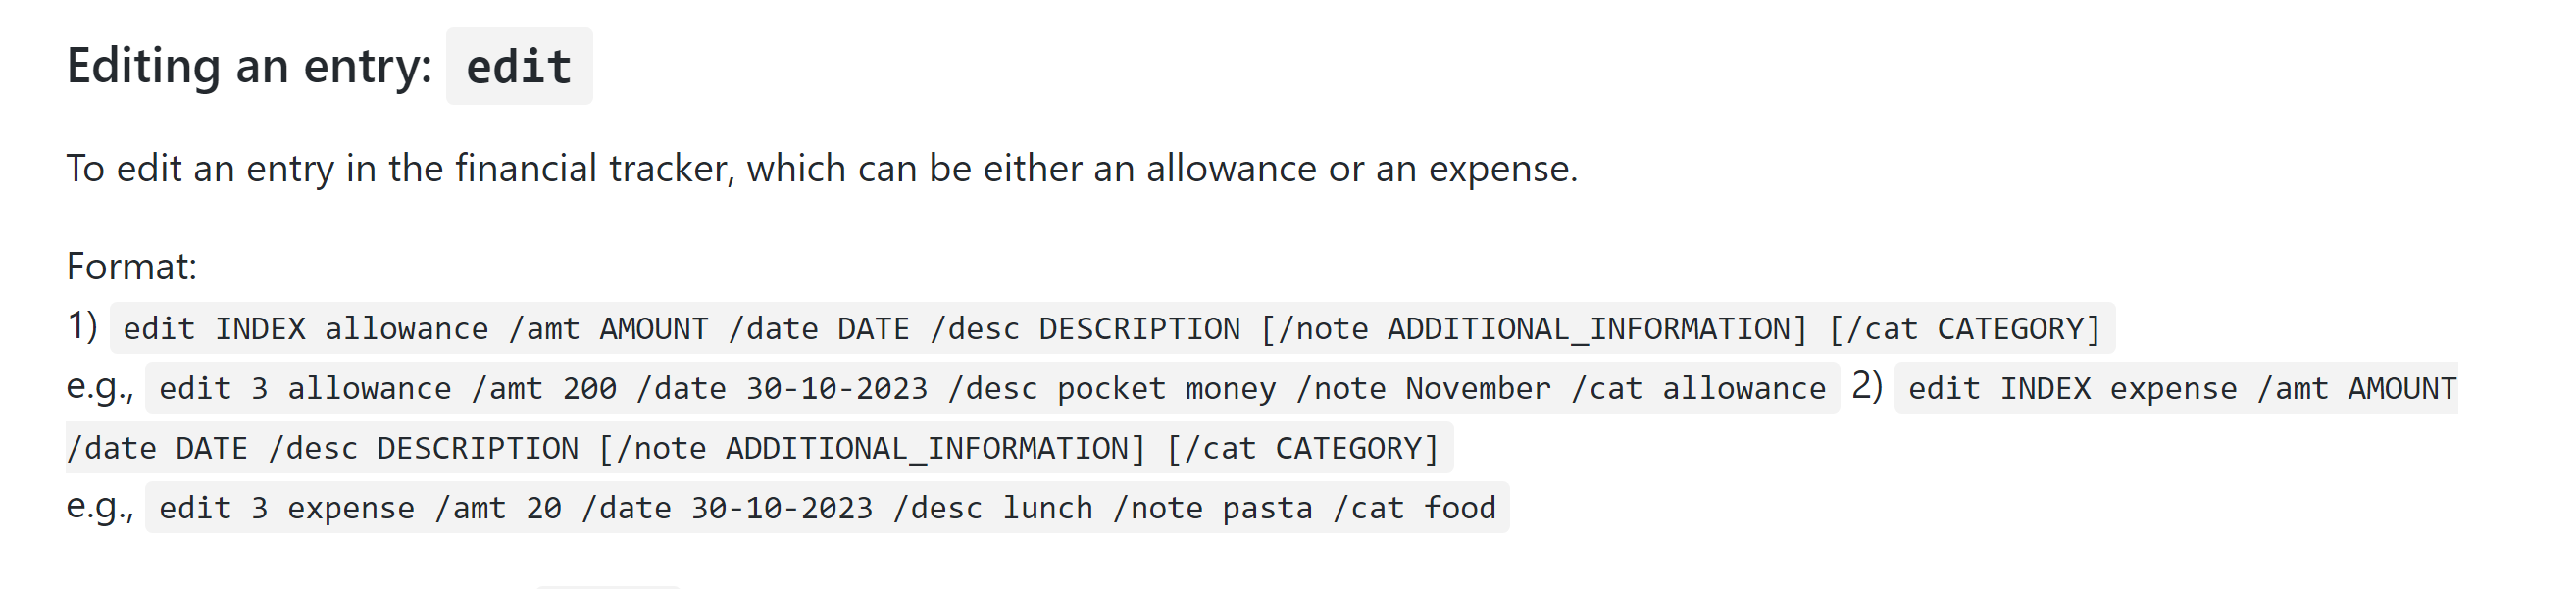 Editing an entry: edit
To edit an entry in the financial tracker, which can be either an allowance or an expense.
Format:
1) edit INDEX allowance /amt AMOUNT /date DATE /desc DESCRIPTION [/note ADDITIONAL_INFORMATION] [/cat CATEGORY]
e.g., edit 3 allowance /amt 200 /date 30-10-2023 /desc pocket money /note November /cat allowance 2) edit INDEX expense /amt AMOUNT
/date DATE /desc DESCRIPTION [/note ADDITIONAL_INFORMATION] [/cat CATEGORY]
e.g., edit 3 expense /amt 20 /date 30-10-2023 /desc lunch /note pasta /cat food